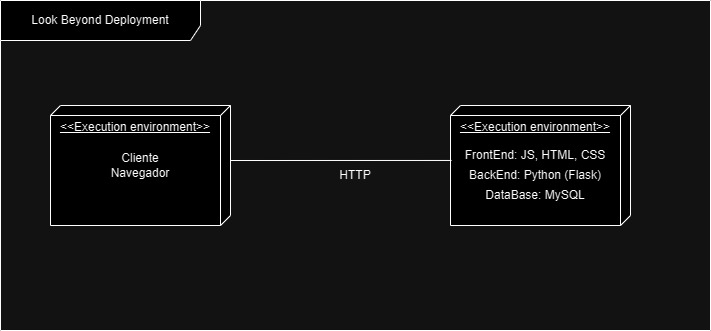 Look Beyond Deployment
<<Execution environment>>
Cliente
Navegador
HTTP
<<Execution environment>>
FrontEnd: JS, HTML, CSS
BackEnd: Python (Flask)
DataBase: MySQL